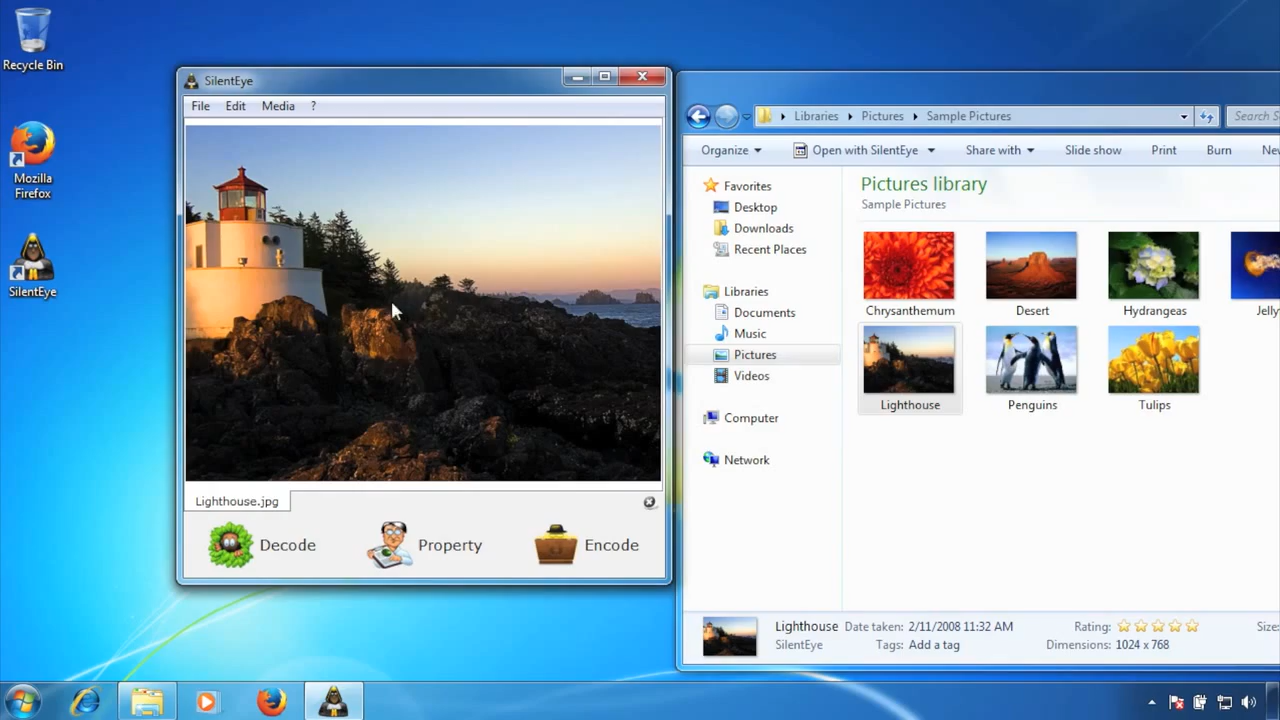 Recycle Bin
Mozilla
Firefox
SilentEye
SilentEye
File Edit Media ?
Lighthouse.jpg
Decode Property Encode
Libraries Pictures Sample Pictures
Search S
Organize Open with SilentEye Share with Slide show Print Burn Ne
Favorites
Desktop
Downloads
Recent Places
Libraries
Documents
Music
Pictures
Videos
Computer
Network
Pictures library
Sample Pictures
Chrysanthemum Desert Hydrangeas Jelly
Lighthouse Penguins Tulips
Lighthouse Date taken: 2/11/2008 11:32 AM Rating: Size:
SilentEye Tags: Add a tag Dimensions: 1024 x 768